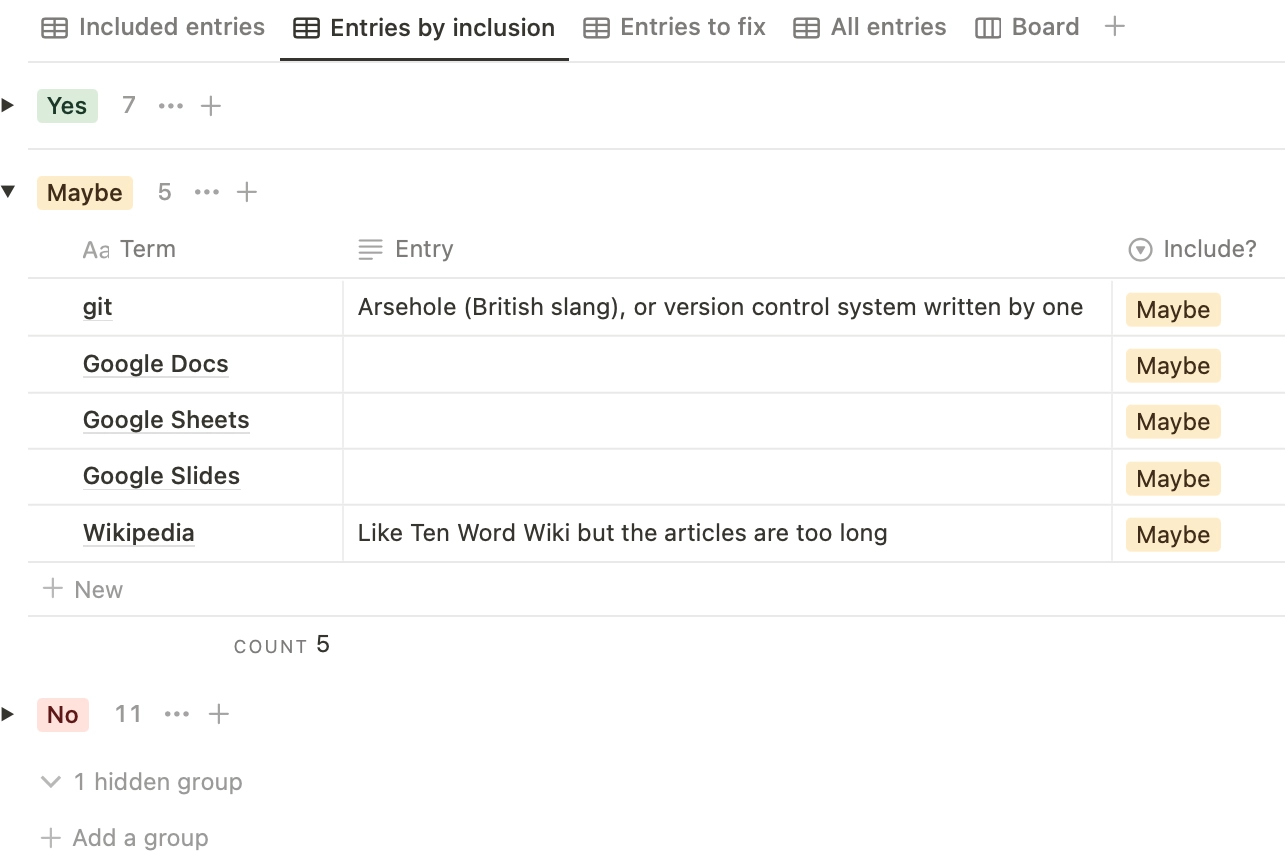 Included entries Entries by inclusion Entries to fix All entries Board
Yes 7
Maybe 5
Aa Term Entry Include?
git Arsehole (British slang), or version control system written by one Maybe
Google Docs Maybe
Google Sheets Maybe
Google Slides Maybe
Wikipedia Like Ten Word Wiki but the articles are too long Maybe
+ New
COUNT 5
No 11
1 hidden group
+ Add a group